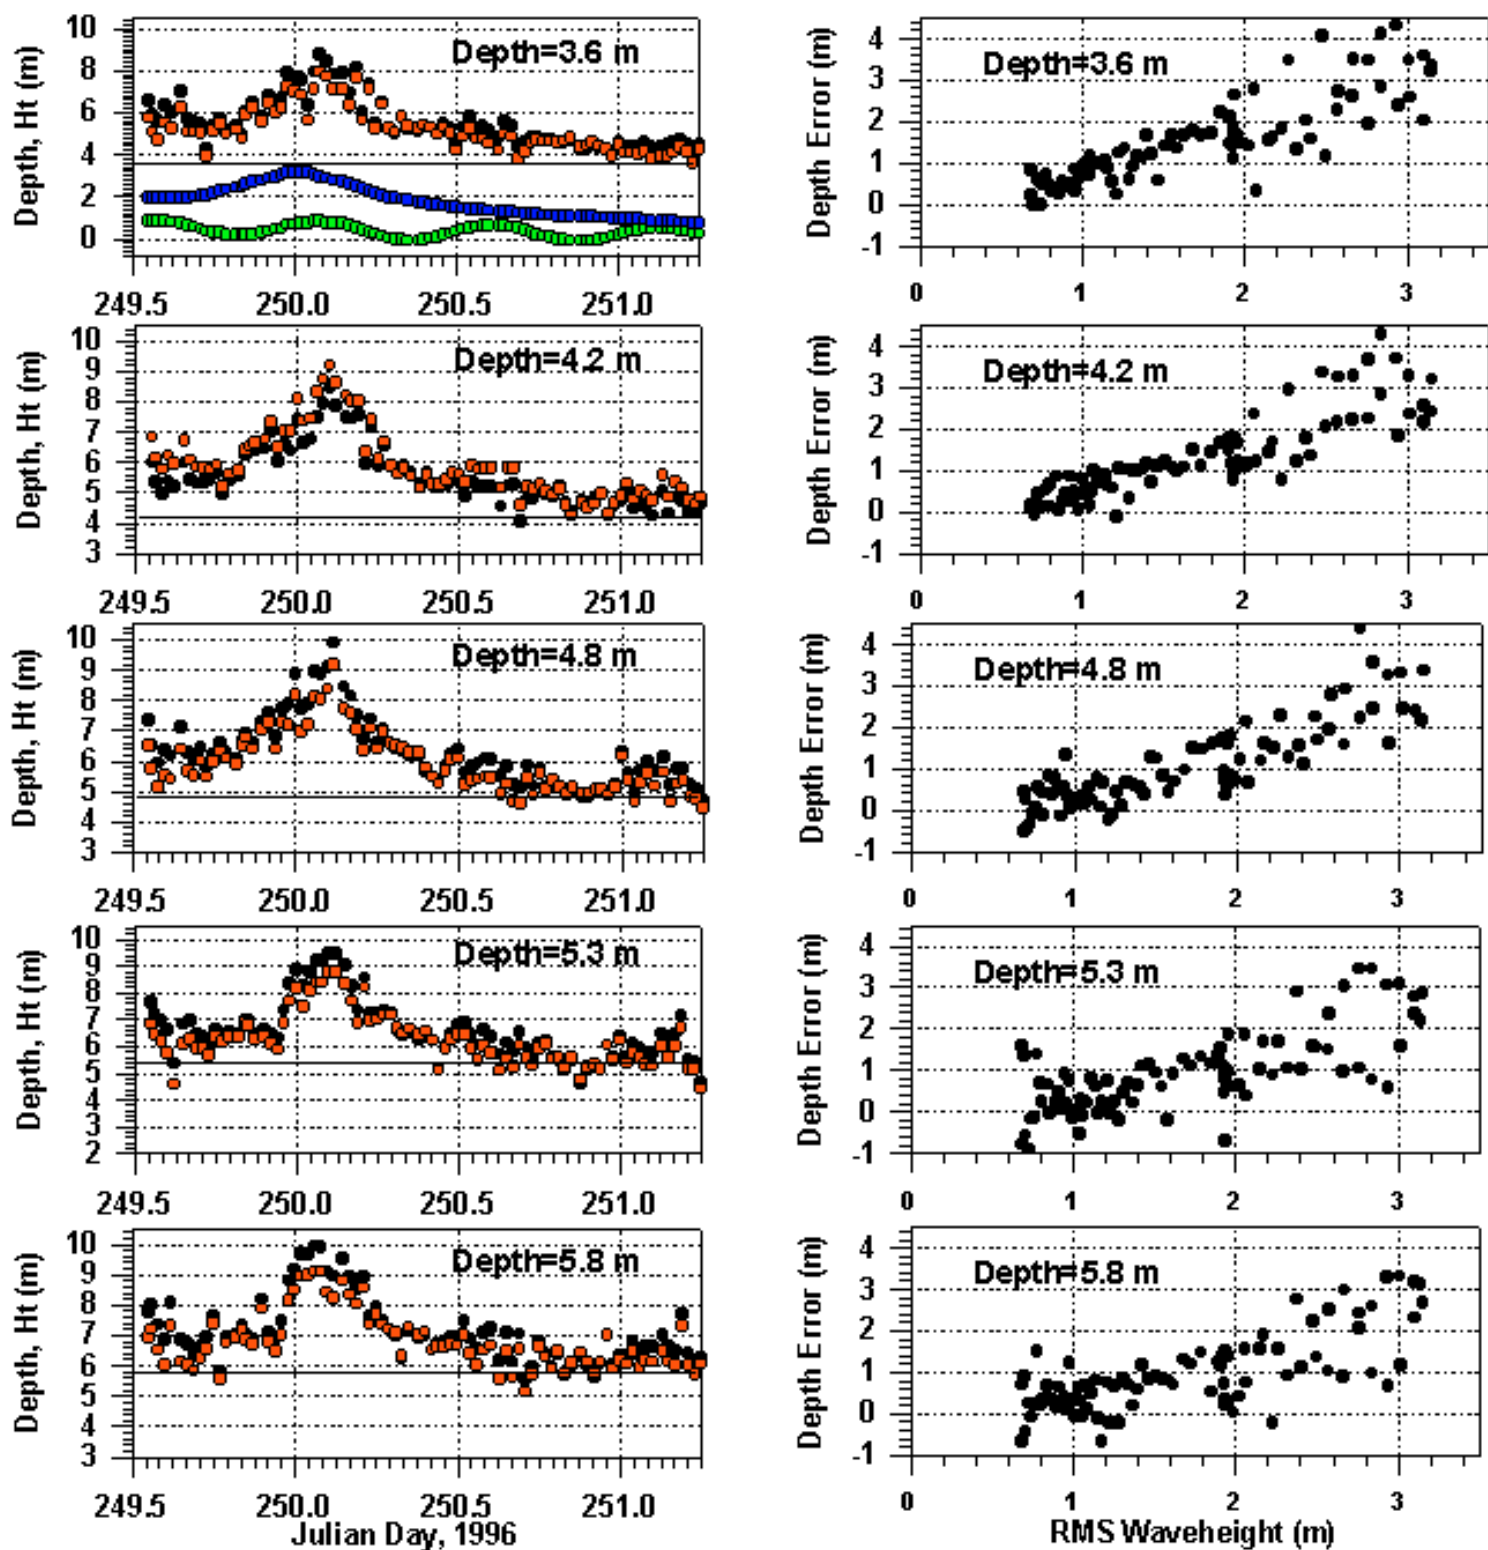 10
8
6
4
2
0
Depth, Ht (m)
Depth=3.6 m
249.5 250.0 250.5 251.0
4
3
2
1
0
-1
Depth Error (m)
Depth=3.6 m
0 1 2 3
10
9
8
7
6
5
4
3
Depth, Ht (m)
Depth=4.2 m
249.5 250.0 250.5 251.0
4
3
2
1
0
-1
Depth Error (m)
Depth=4.2 m
0 1 2 3
10
9
8
7
6
5
4
3
Depth, Ht (m)
Depth=4.8 m
249.5 250.0 250.5 251.0
4
3
2
1
0
-1
Depth Error (m)
Depth=4.8 m
0 1 2 3
10
9
8
7
6
5
4
3
2
Depth, Ht (m)
Depth=5.3 m
249.5 250.0 250.5 251.0
4
3
2
1
0
-1
Depth Error (m)
Depth=5.3 m
0 1 2 3
10
9
8
7
6
5
4
3
Depth, Ht (m)
Depth=5.8 m
249.5 250.0 250.5 251.0
Julian Day, 1996
4
3
2
1
0
-1
Depth Error (m)
Depth=5.8 m
0 1 2 3
RMS Waveheight (m)